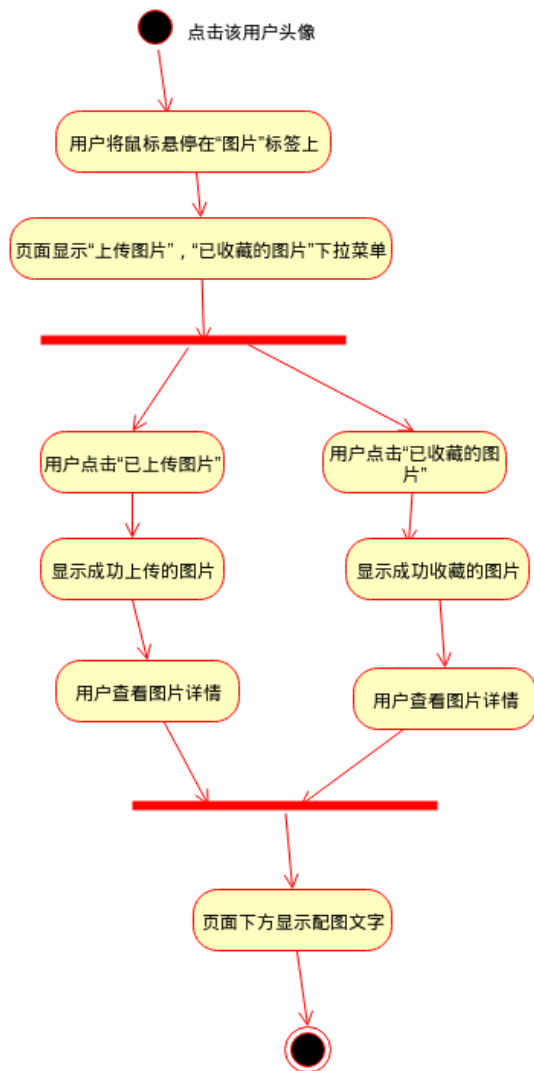 点击该用户头像
用户将鼠标悬停在“图片”标签上
页面显示“上传图片”，“已收藏的图片”下拉菜单
用户点击“已上传图片”
用户点击“已收藏的图
片”
显示成功上传的图片
显示成功收藏的图片
用户查看图片详情
用户查看图片详情
页面下方显示配图文字